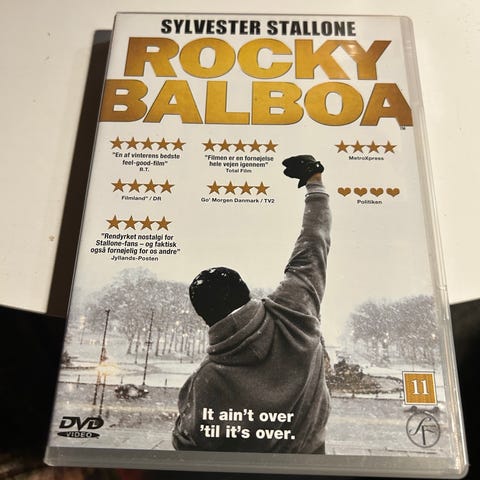 SYLVESTER STALLONE
ROCKY
BALBOA
TM
★★★★★
"En af vinterens bedste
feel-good-film"
B.T.
★★★★★
"Filmen er en fornøjelse
hele vejen igennem"
Total Film
★★★★
MetroXpress
★★★★
Filmland" / DR
★★★★
Go' Morgen Danmark / TV2
♥♥♥♥
Politiken
★★★★
"Rendyrket nostalgi for
Stallone-fans – og faktisk
også fornøjelig for os andre"
Jyllands-Posten
It ain't over
'til it's over.
11
DVD
VIDEO
SF